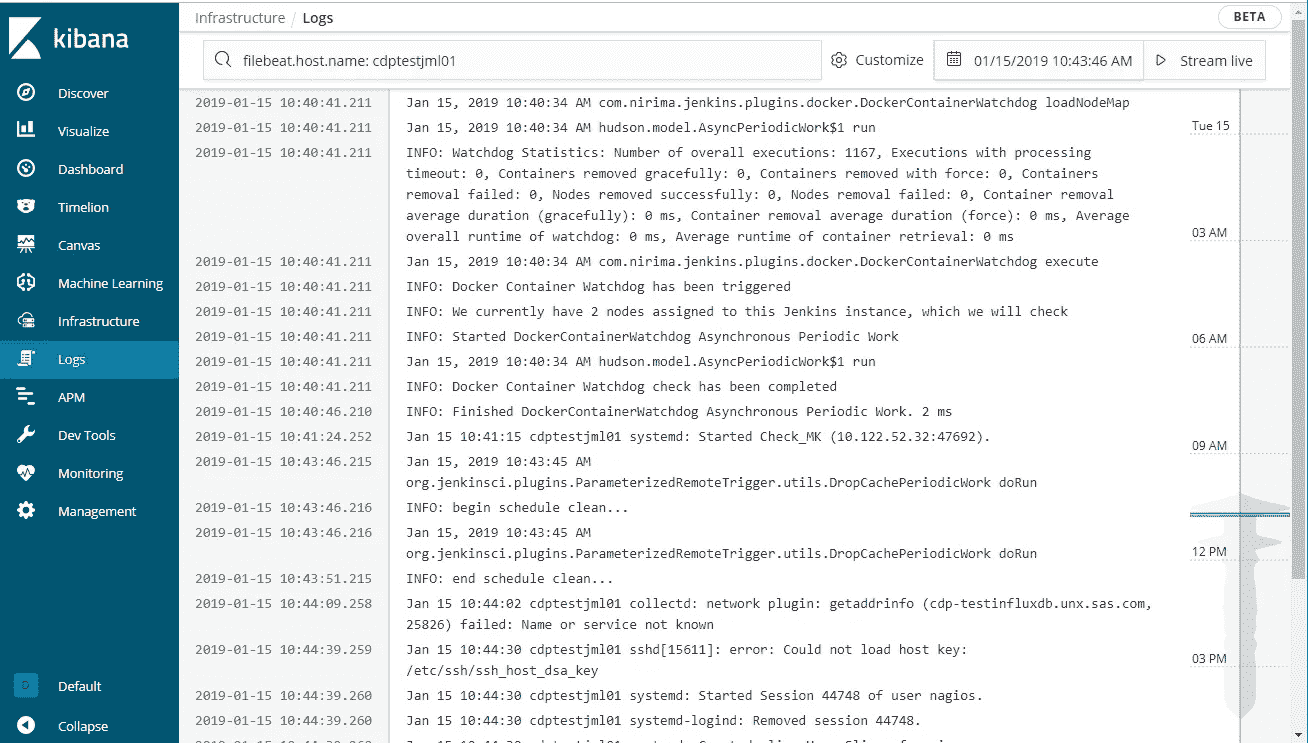 kibana
Discover
Visualize
Dashboard
Timelion
Canvas
Machine Learning
Infrastructure
Logs
APM
Dev Tools
Monitoring
Management
D Default
Collapse
Infrastructure / Logs
BETA
filebeat.host.name: cdptestjml01
Customize
01/15/2019 10:43:46 AM
Stream live
2019-01-15 10:40:41.211 Jan 15, 2019 10:40:34 AM com.nirima.jenkins.plugins.docker.DockerContainerWatchdog loadNodeMap
2019-01-15 10:40:41.211 Jan 15, 2019 10:40:34 AM hudson.model.AsyncPeriodicWork$1 run
2019-01-15 10:40:41.211 INFO: Watchdog Statistics: Number of overall executions: 1167, Executions with processing
timeout: 0, Containers removed gracefully: 0, Containers removed with force: 0, Containers
removal failed: 0, Nodes removed successfully: 0, Nodes removal failed: 0, Container removal
average duration (gracefully): 0 ms, Container removal average duration (force): 0 ms, Average
overall runtime of watchdog: 0 ms, Average runtime of container retrieval: 0 ms
2019-01-15 10:40:41.211 Jan 15, 2019 10:40:34 AM com.nirima.jenkins.plugins.docker.DockerContainerWatchdog execute
2019-01-15 10:40:41.211 INFO: Docker Container Watchdog has been triggered
2019-01-15 10:40:41.211 INFO: We currently have 2 nodes assigned to this Jenkins instance, which we will check
2019-01-15 10:40:41.211 INFO: Started DockerContainerWatchdog Asynchronous Periodic Work
2019-01-15 10:40:41.211 Jan 15, 2019 10:40:34 AM hudson.model.AsyncPeriodicWork$1 run
2019-01-15 10:40:41.211 INFO: Docker Container Watchdog check has been completed
2019-01-15 10:40:46.210 INFO: Finished DockerContainerWatchdog Asynchronous Periodic Work. 2 ms
2019-01-15 10:41:24.252 Jan 15 10:41:15 cdptestjml01 systemd: Started Check_MK (10.122.52.32:47692).
2019-01-15 10:43:46.215 Jan 15, 2019 10:43:45 AM
org.jenkinsci.plugins.ParameterizedRemoteTrigger.utils.DropCachePeriodicWork doRun
2019-01-15 10:43:46.216 INFO: begin schedule clean...
2019-01-15 10:43:46.216 Jan 15, 2019 10:43:45 AM
org.jenkinsci.plugins.ParameterizedRemoteTrigger.utils.DropCachePeriodicWork doRun
2019-01-15 10:43:51.215 INFO: end schedule clean...
2019-01-15 10:44:09.258 Jan 15 10:44:02 cdptestjml01 collectd: network plugin: getaddrinfo (cdp-testinfluxdb.unx.sas.com,
25826) failed: Name or service not known
2019-01-15 10:44:39.259 Jan 15 10:44:30 cdptestjml01 sshd[15611]: error: Could not load host key:
/etc/ssh/ssh_host_dsa_key
2019-01-15 10:44:39.260 Jan 15 10:44:30 cdptestjml01 systemd: Started Session 44748 of user nagios.
2019-01-15 10:44:39.260 Jan 15 10:44:30 cdptestjml01 systemd-logind: Removed session 44748.
Tue 15
03 AM
06 AM
09 AM
12 PM
03 PM